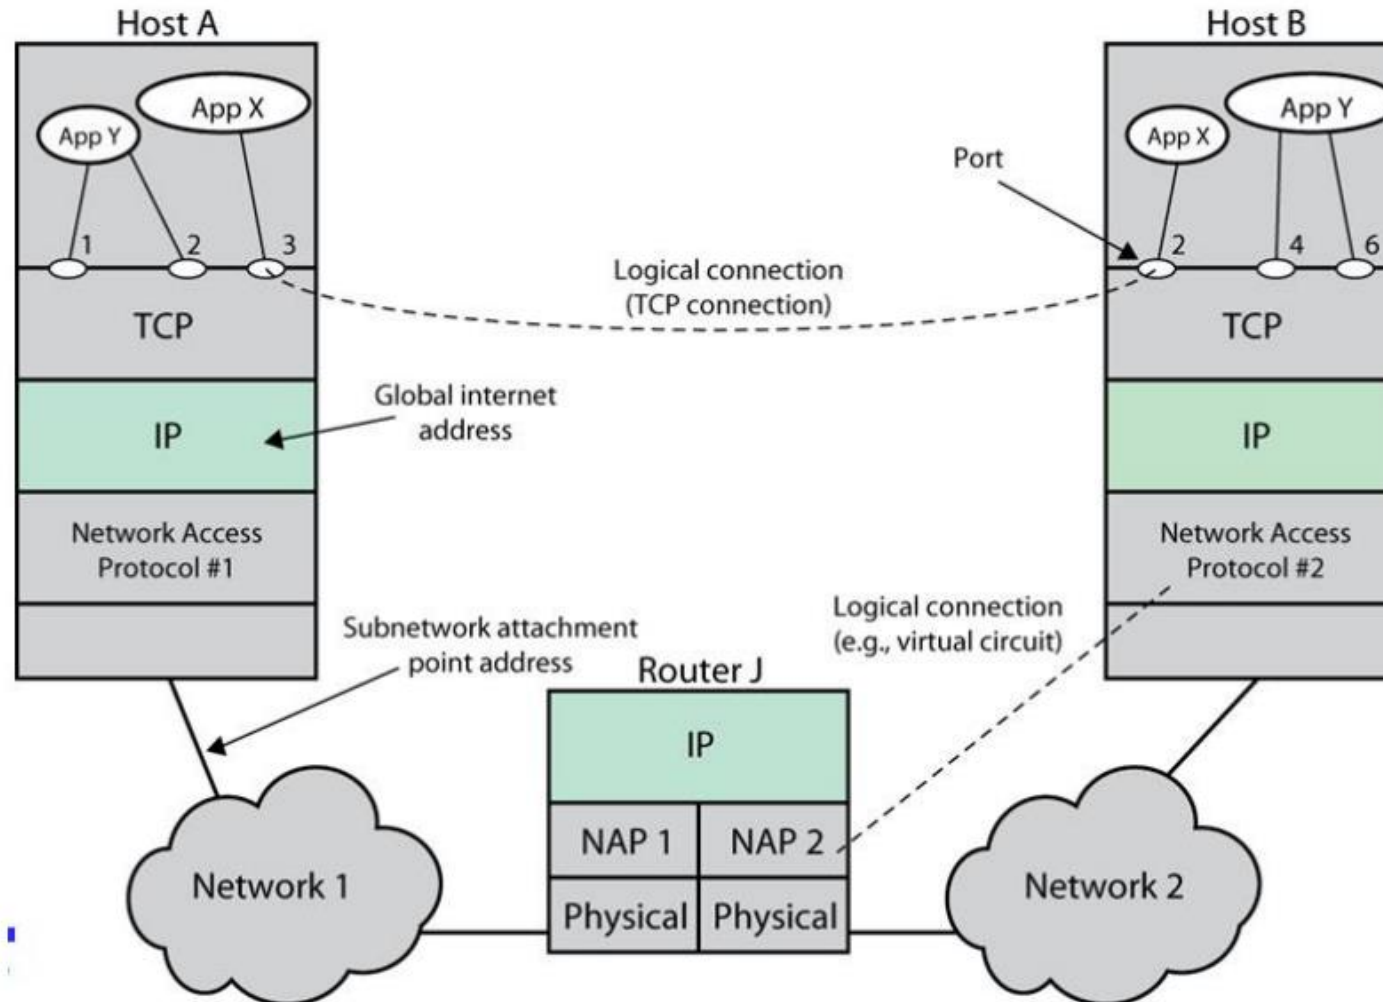 Host A
App Y
App X
1
2
3
TCP
IP
Network Access
Protocol #1
Host B
App X
App Y
Port
2
4
6
TCP
IP
Network Access
Protocol #2
Logical connection
(TCP connection)
Global internet
address
Subnetwork attachment
point address
Logical connection
(e.g., virtual circuit)
Router J
IP
NAP 1
NAP 2
Physical
Physical
Network 1
Network 2